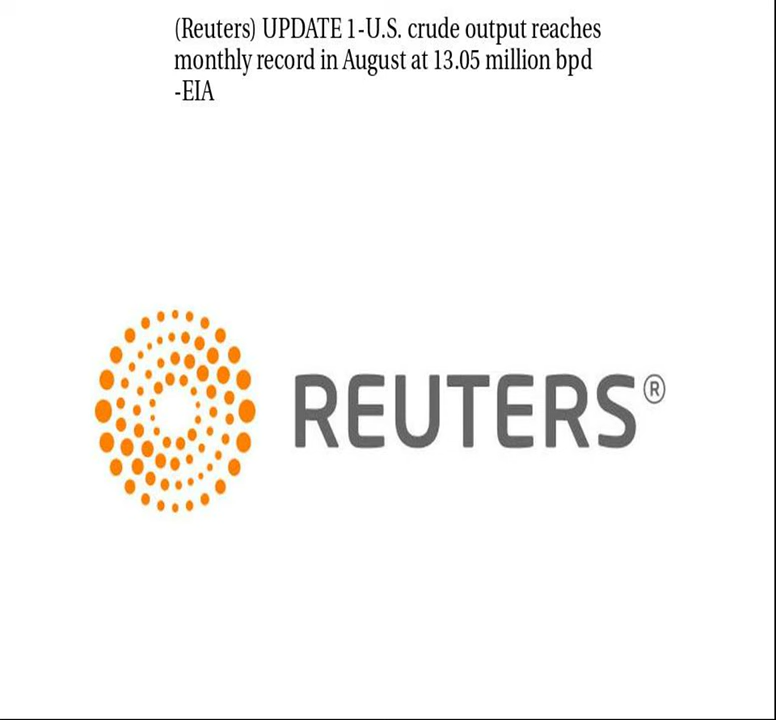 (Reuters) UPDATE 1-U.S. crude output reaches
monthly record in August at 13.05 million bpd
-EIA
REUTERS®